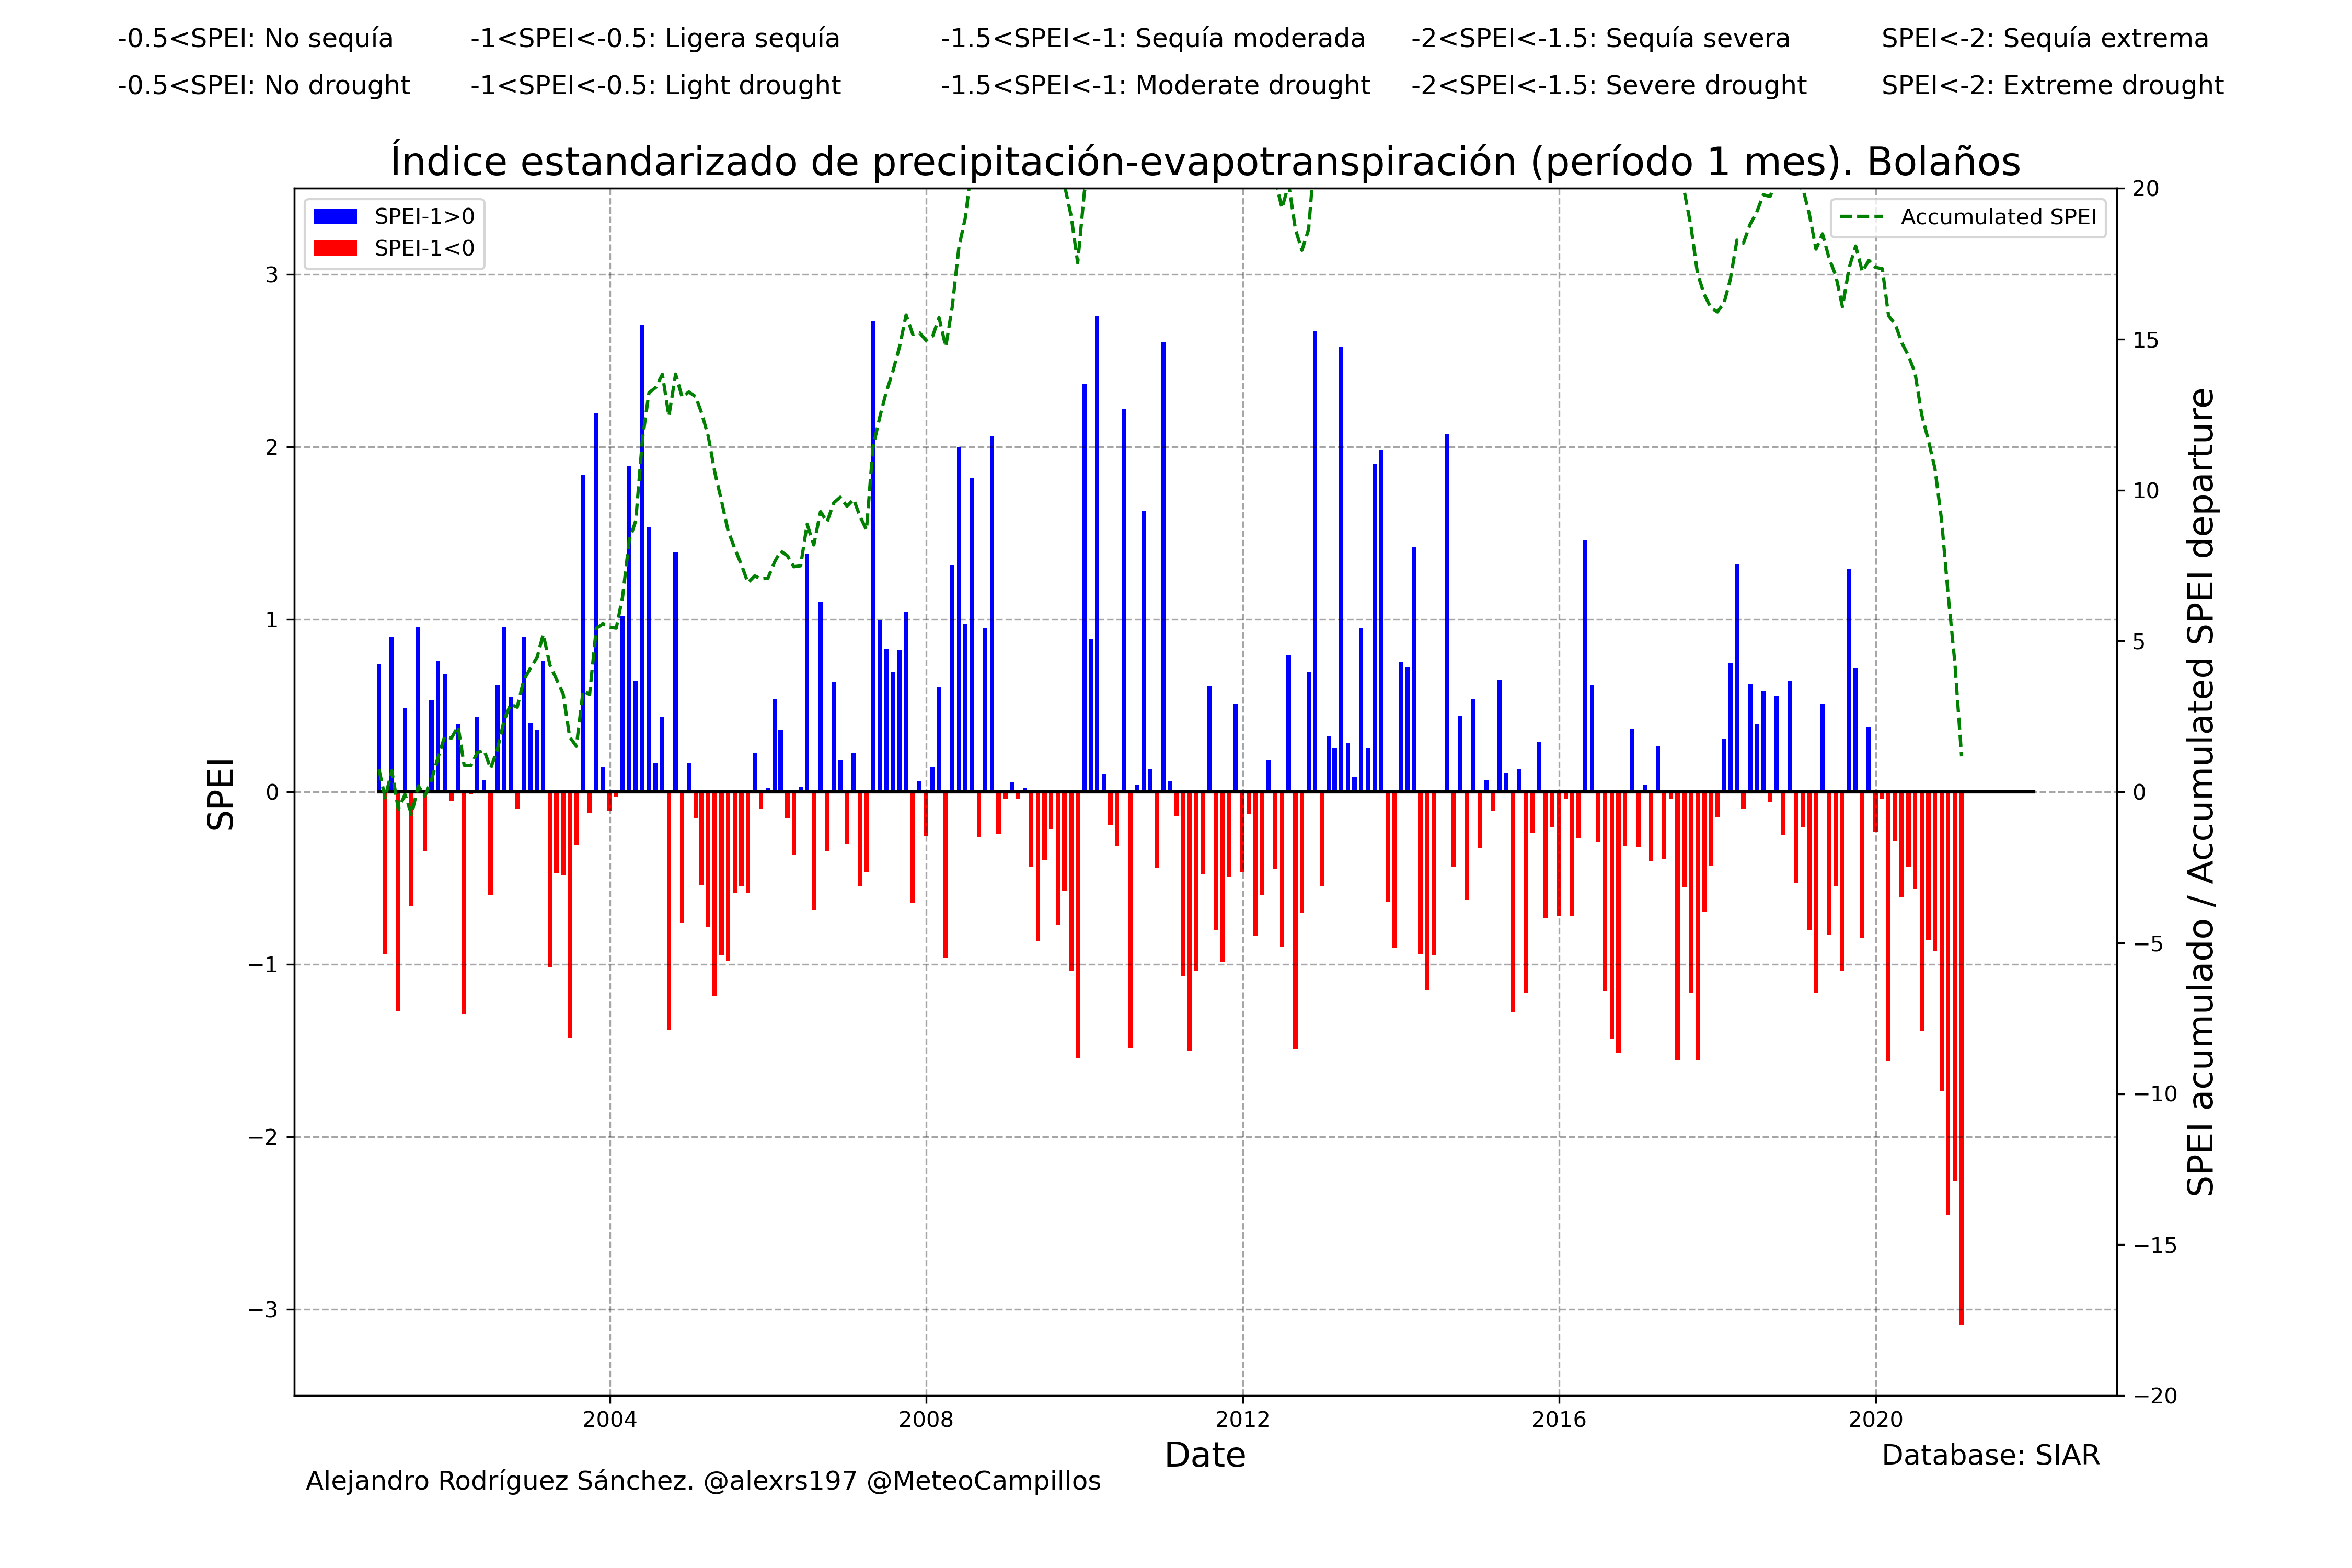 -0.5<SPEI: No sequía -1<SPEI<-0.5: Ligera sequía -1.5<SPEI<-1: Sequía moderada -2<SPEI<-1.5: Sequía severa SPEI<-2: Sequía extrema
-0.5<SPEI: No drought -1<SPEI<-0.5: Light drought -1.5<SPEI<-1: Moderate drought -2<SPEI<-1.5: Severe drought SPEI<-2: Extreme drought
Índice estandarizado de precipitación-evapotranspiración (período 1 mes). Bolaños
SPEI-1>0
SPEI-1<0
Accumulated SPEI
SPEI
3
2
1
0
−1
−2
−3
20
15
10
5
0
−5
−10
−15
−20
SPEI acumulado / Accumulated SPEI departure
2004 2008 2012 2016 2020
Date
Database: SIAR
Alejandro Rodríguez Sánchez. @alexrs197 @MeteoCampillos